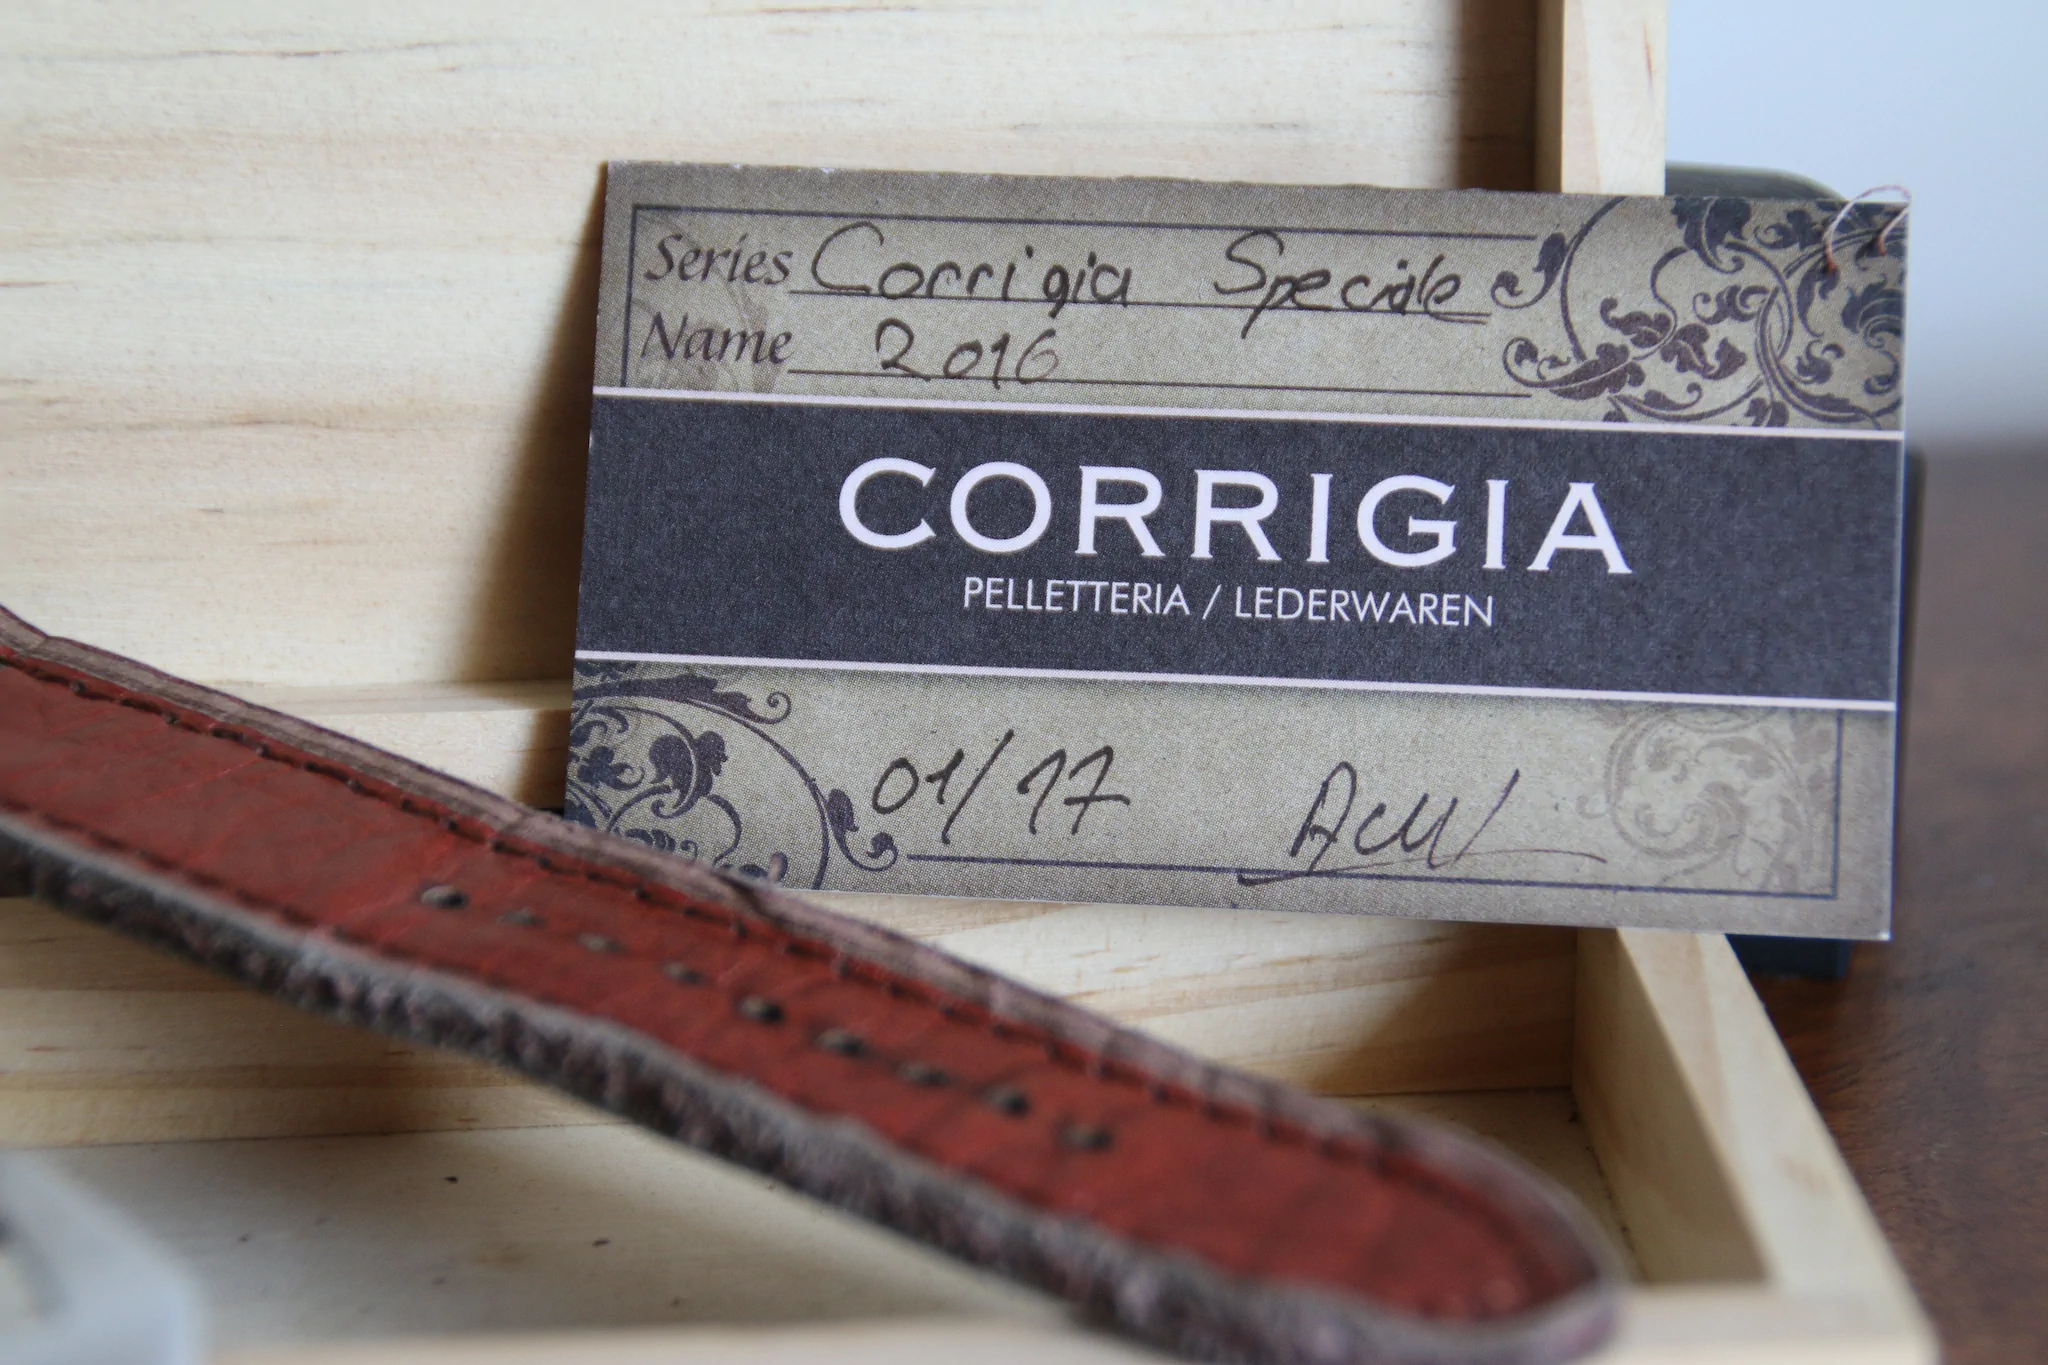 Series Corrigia Speciale
Name 2016
CORRIGIA
PELLETTERIA / LEDERWAREN
01/17